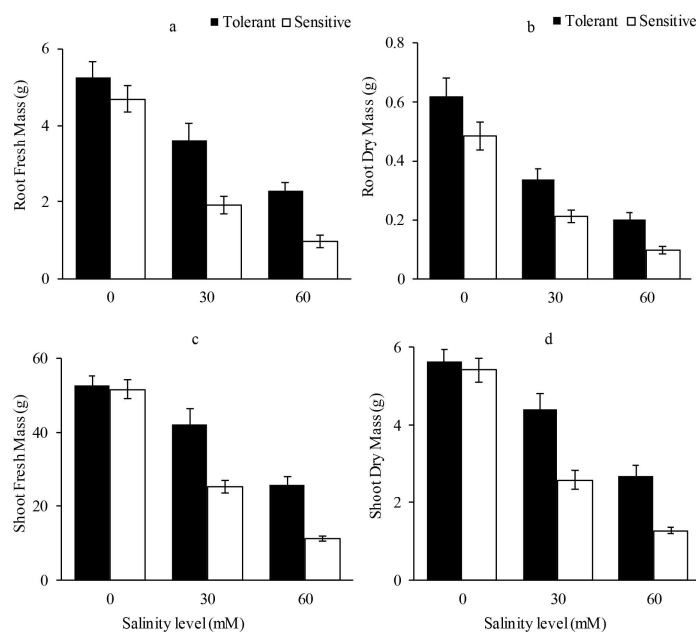 a
Tolerant Sensitive
Root Fresh Mass (g)
6
4
2
0
0 30 60
b
Tolerant Sensitive
Root Dry Mass (g)
0.8
0.6
0.4
0.2
0
0 30 60
c
Shoot Fresh Mass (g)
60
40
20
0
0 30 60
Salinity level (mM)
d
Shoot Dry Mass (g)
6
4
2
0
0 30 60
Salinity level (mM)